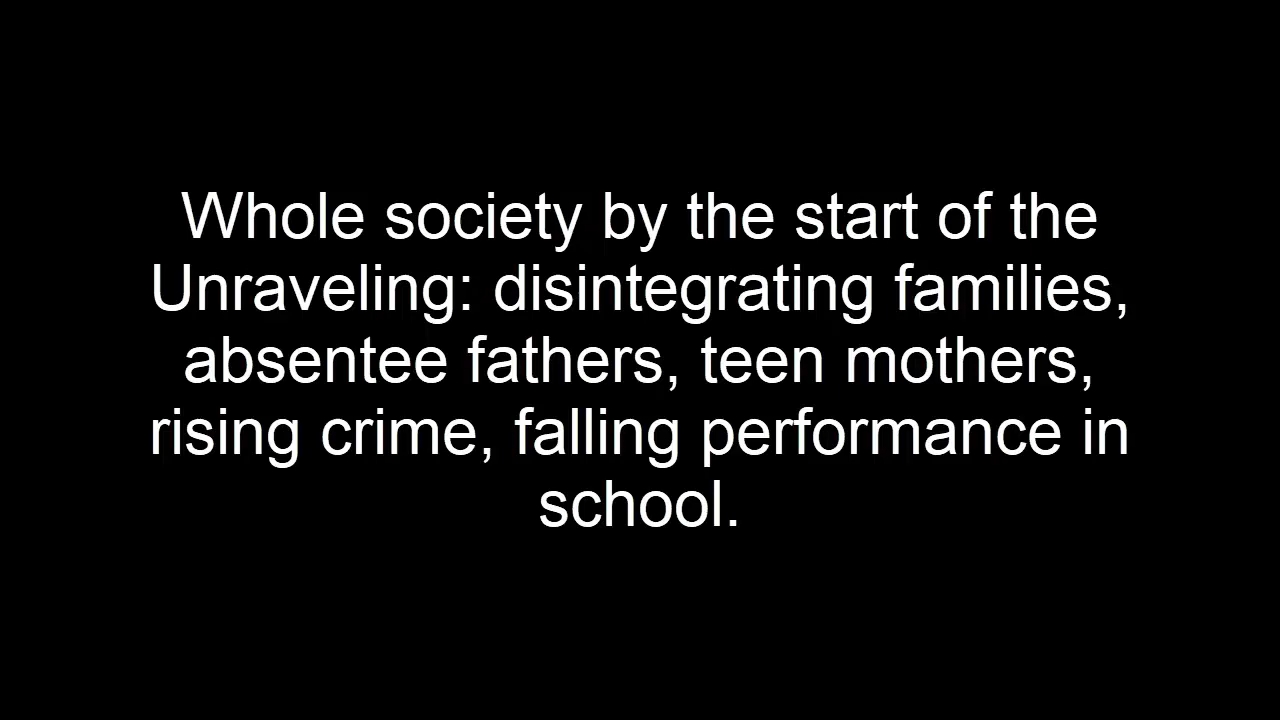 Whole society by the start of the
Unraveling: disintegrating families,
absentee fathers, teen mothers,
rising crime, falling performance in
school.